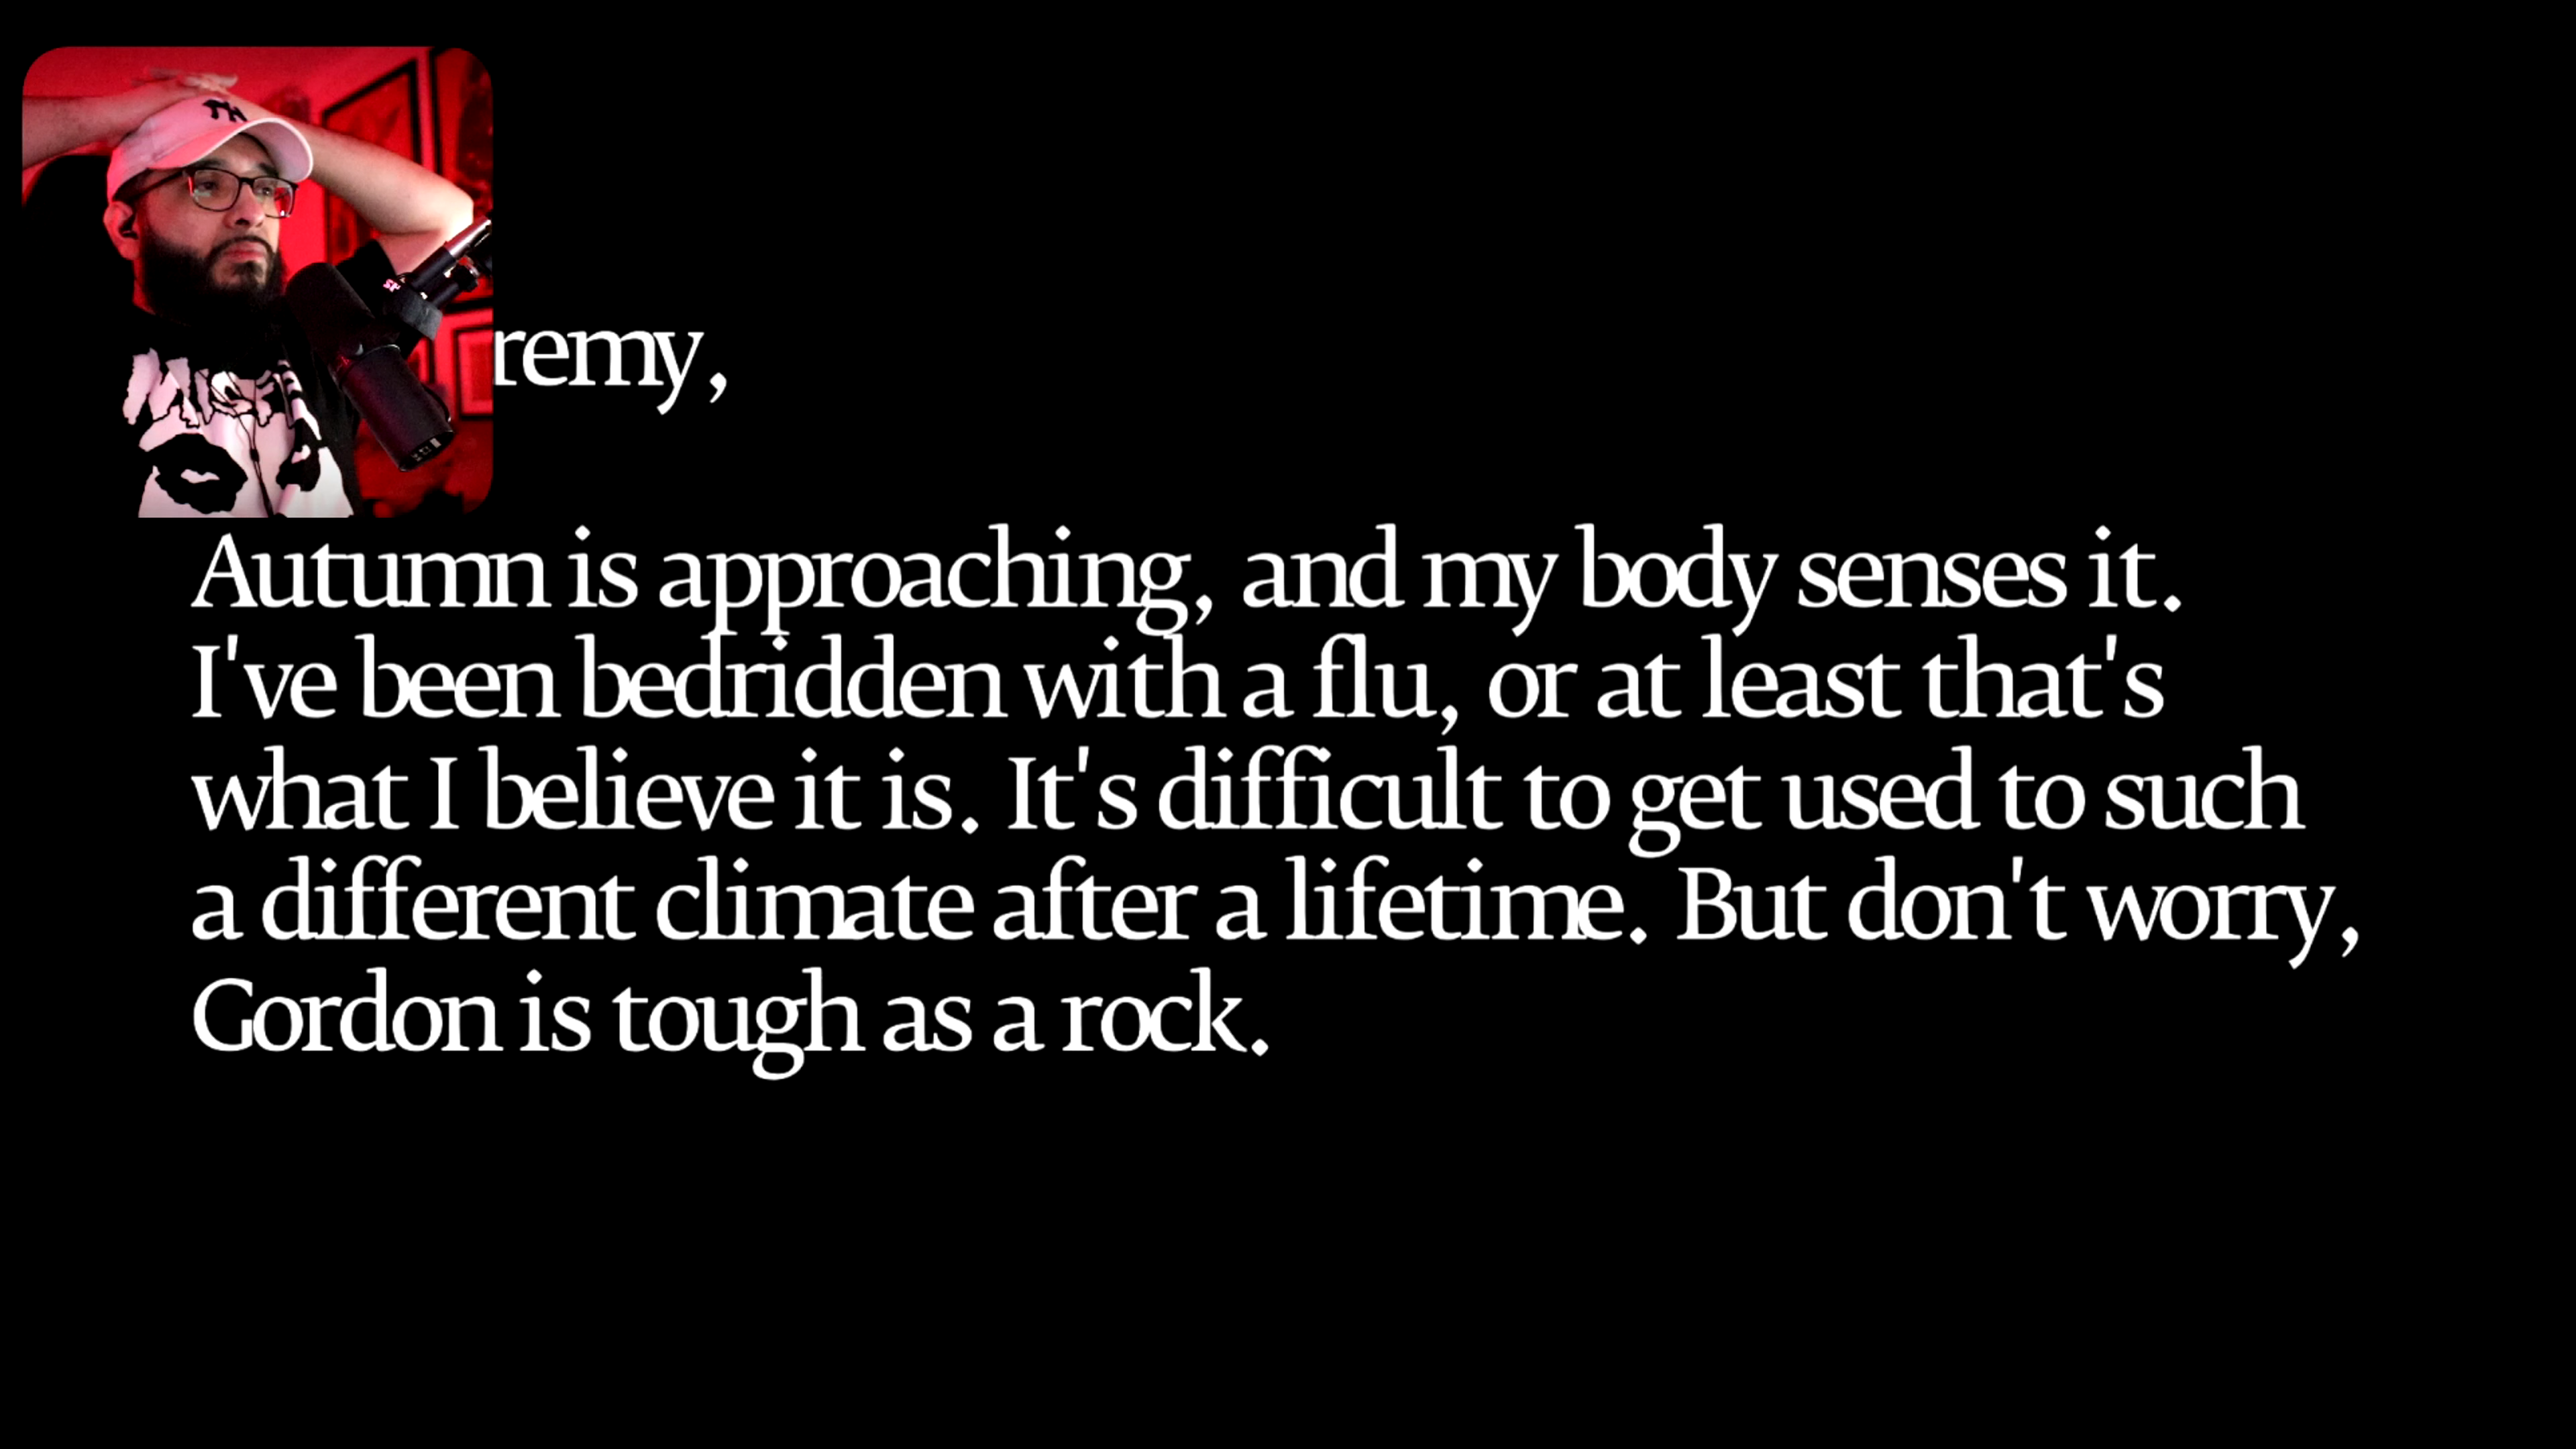 remy,
Autumn is approaching, and my body senses it.
I've been bedridden with a flu, or at least that's
what I believe it is. It's difficult to get used to such
a different climate after a lifetime. But don't worry,
Gordon is tough as a rock.